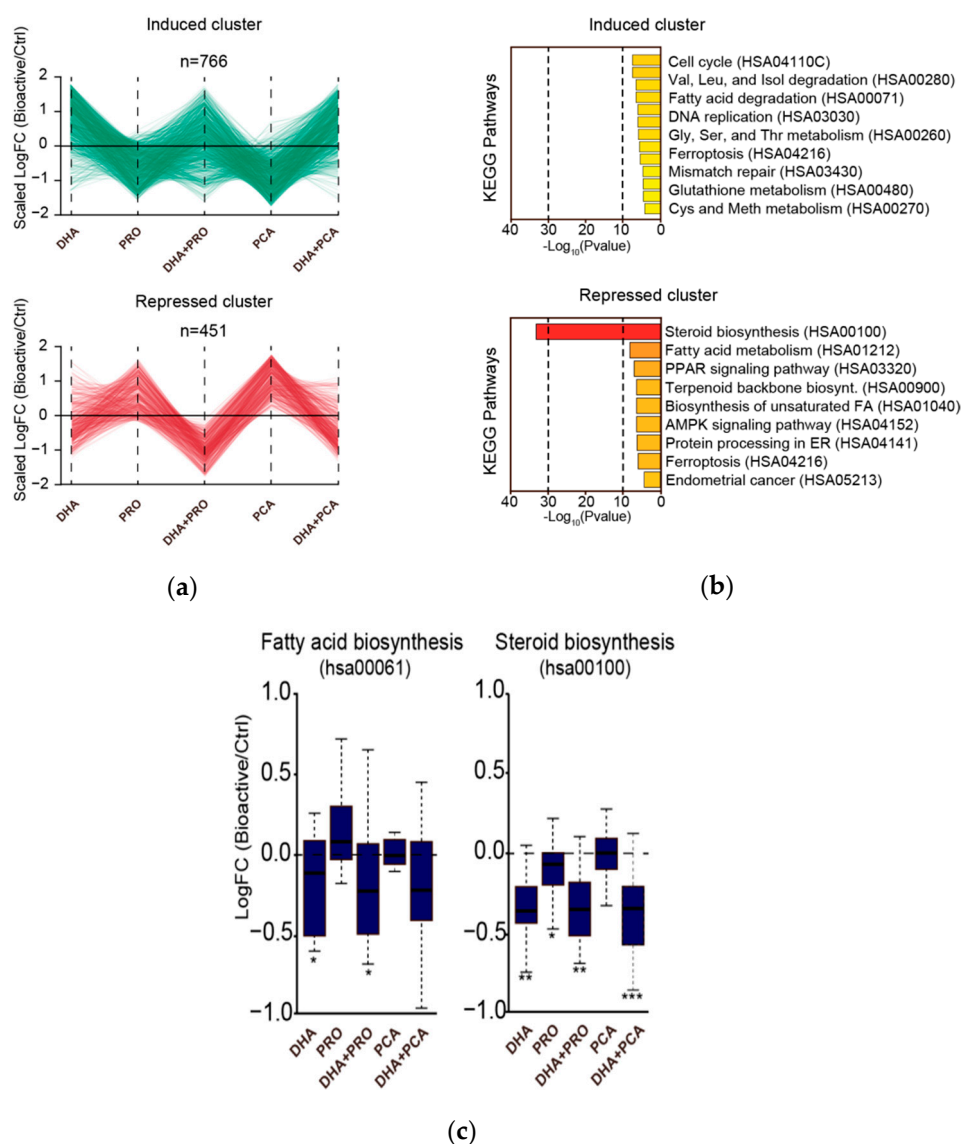 Induced cluster
n=766
Scaled LogFC (Bioactive/Ctrl)
2
1
0
−1
−2
DHA
PRO
DHA+PRO
PCA
DHA+PCA
Repressed cluster
n=451
Scaled LogFC (Bioactive/Ctrl)
2
1
0
−1
−2
DHA
PRO
DHA+PRO
PCA
DHA+PCA
(a)
Induced cluster
KEGG Pathways
Cell cycle (HSA04110C)
Val, Leu, and Isol degradation (HSA00280)
Fatty acid degradation (HSA00071)
DNA replication (HSA03030)
Gly, Ser, and Thr metabolism (HSA00260)
Ferroptosis (HSA04216)
Mismatch repair (HSA03430)
Glutathione metabolism (HSA00480)
Cys and Meth metabolism (HSA00270)
40 30 20 10 0
-Log10(Pvalue)
Repressed cluster
KEGG Pathways
Steroid biosynthesis (HSA00100)
Fatty acid metabolism (HSA01212)
PPAR signaling pathway (HSA03320)
Terpenoid backbone biosynt. (HSA00900)
Biosynthesis of unsaturated FA (HSA01040)
AMPK signaling pathway (HSA04152)
Protein processing in ER (HSA04141)
Ferroptosis (HSA04216)
Endometrial cancer (HSA05213)
40 30 20 10 0
-Log10(Pvalue)
(b)
Fatty acid biosynthesis
(hsa00061)
LogFC (Bioactive/Ctrl)
1.0
0.5
0.0
−0.5
−1.0
*
*
DHA
PRO
DHA+PRO
PCA
DHA+PCA
Steroid biosynthesis
(hsa00100)
1.0
0.5
0.0
−0.5
−1.0
**
*
**
***
DHA
PRO
DHA+PRO
PCA
DHA+PCA
(c)